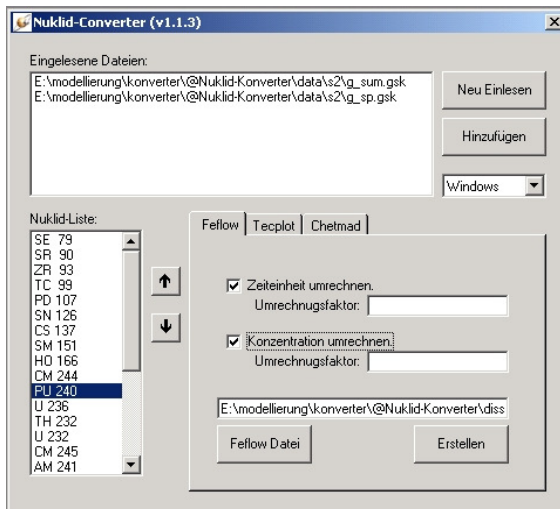 Nuklid-Converter (v1.1.3)
Eingelesene Dateien:
E:\modellierung\konverter\@Nuklid-Konverter\data\s2\g_sum.gsk
E:\modellierung\konverter\@Nuklid-Konverter\data\s2\g_sp.gsk
Neu Einlesen
Hinzufügen
Windows
Nuklid-Liste:
SE 79
SR 90
ZR 93
TC 99
PD 107
SN 126
CS 137
SM 151
HO 166
CM 244
PU 240
U 236
TH 232
U 232
CM 245
AM 241
Feflow
Tecplot
Chetmad
Zeiteinheit umrechnen.
Umrechnugsfaktor:
Konzentration umrechnen.
Umrechnugsfaktor:
E:\modellierung\konverter\@Nuklid-Konverter\diss
Feflow Datei
Erstellen